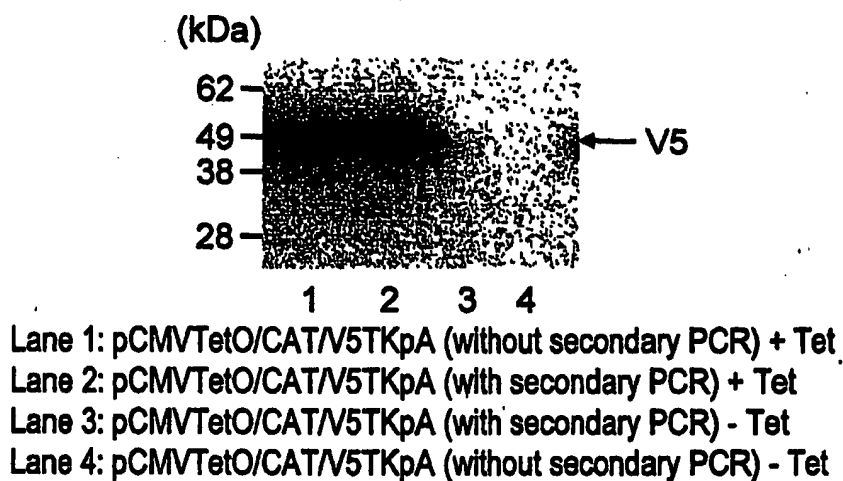 (kDa)
62
49
V5
38
28
1 2 3 4
Lane 1: pCMVTetO/CAT/V5TKpA (without secondary PCR) + Tet
Lane 2: pCMVTetO/CAT/V5TKpA (with secondary PCR) + Tet
Lane 3: pCMVTetO/CAT/V5TKpA (with secondary PCR) - Tet
Lane 4: pCMVTetO/CAT/V5TKpA (without secondary PCR) - Tet